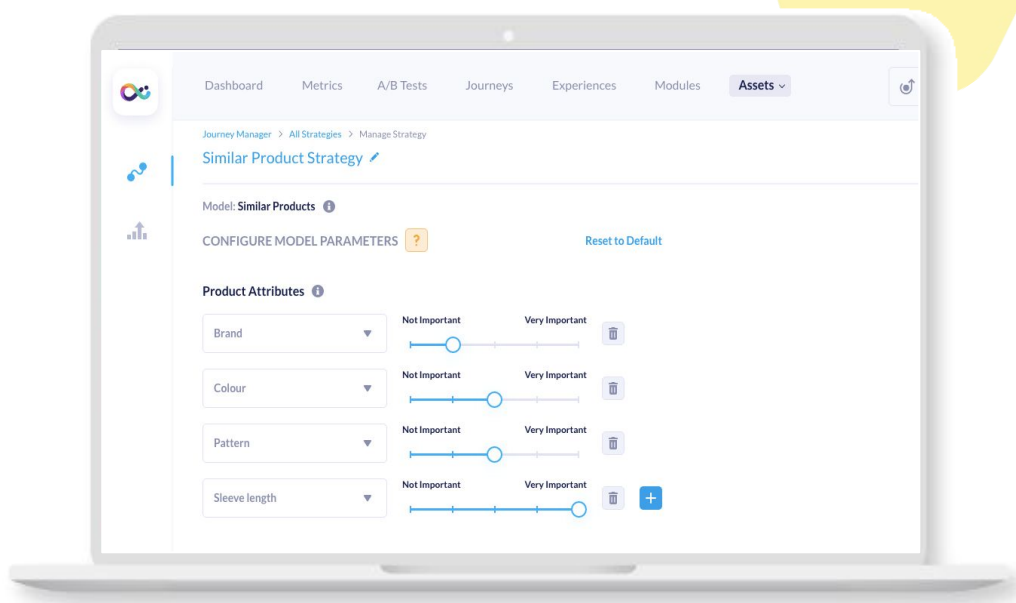 Dashboard Metrics A/B Tests Journeys Experiences Modules Assets
Journey Manager > All Strategies > Manage Strategy
Similar Product Strategy
Model: Similar Products
CONFIGURE MODEL PARAMETERS ? Reset to Default
Product Attributes
Not Important Very Important
Brand
Not Important Very Important
Colour
Not Important Very Important
Pattern
Not Important Very Important
Sleeve length